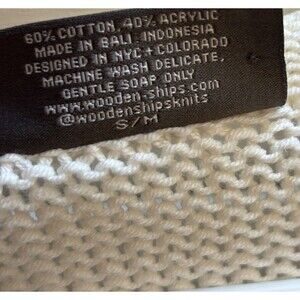 60% COTTON, 40% ACRYLIC
MADE IN BALI, INDONESIA
DESIGNED IN NYC + COLORADO
MACHINE WASH DELICATE,
GENTLE SOAP ONLY
www.wooden-ships.com
@woodenshipsknits
S/M